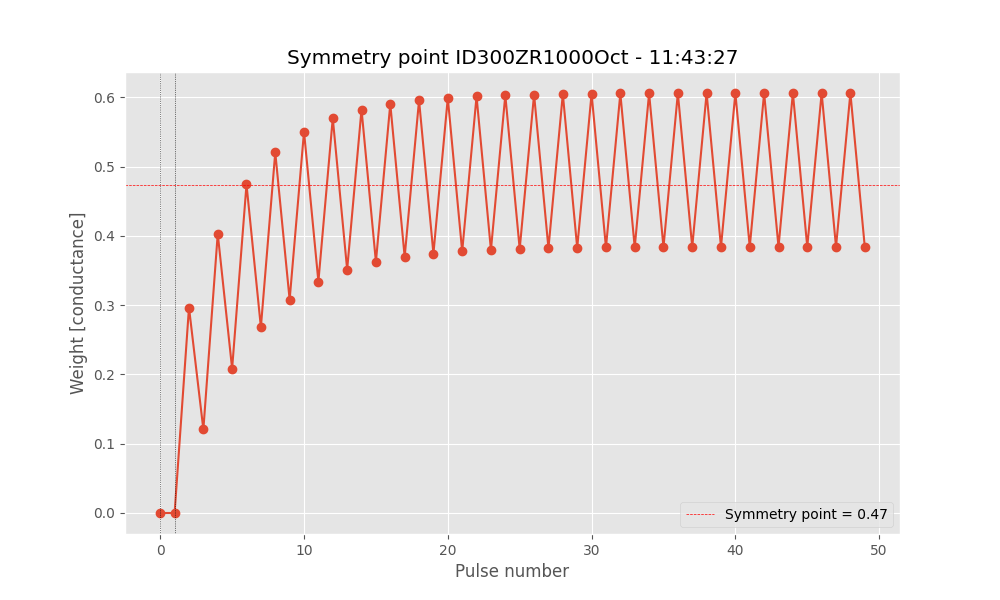 Symmetry point ID300ZR1000Oct - 11:43:27
Weight [conductance]
0.6
0.5
0.4
0.3
0.2
0.1
0.0
Symmetry point = 0.47
0 10 20 30 40 50
Pulse number